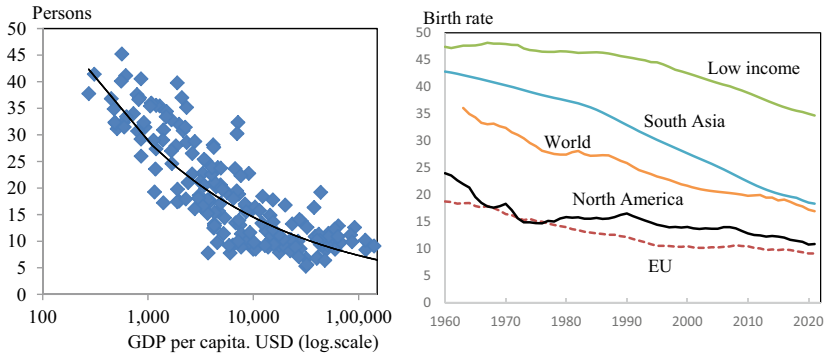 Persons
50
45
40
35
30
25
20
15
10
5
0
100 1,000 10,000 1,00,000
GDP per capita. USD (log.scale)
Birth rate
50
45
40
35
30
25
20
15
10
5
0
Low income
South Asia
World
North America
EU
1960 1970 1980 1990 2000 2010 2020